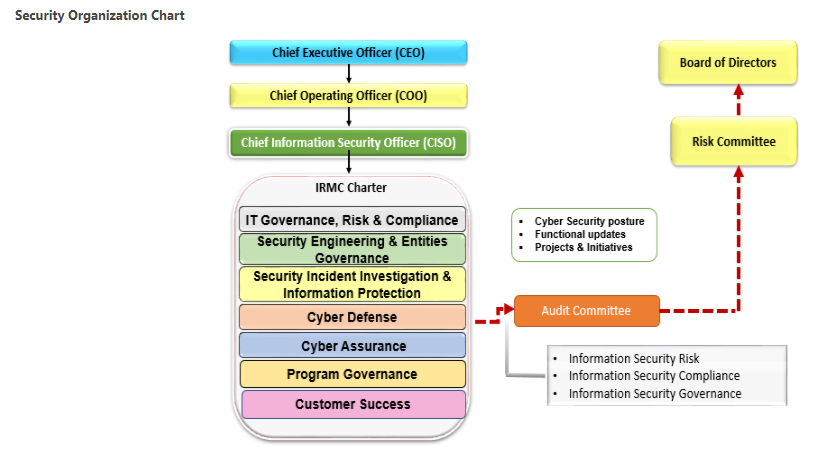 Security Organization Chart
Chief Executive Officer (CEO)
Chief Operating Officer (COO)
Chief Information Security Officer (CISO)
IRMC Charter
IT Governance, Risk & Compliance
Security Engineering & Entities
Governance
Security Incident Investigation &
Information Protection
Cyber Defense
Cyber Assurance
Program Governance
Customer Success
Board of Directors
Risk Committee
• Cyber Security posture
• Functional updates
• Projects & Initiatives
Audit Committee
• Information Security Risk
• Information Security Compliance
• Information Security Governance